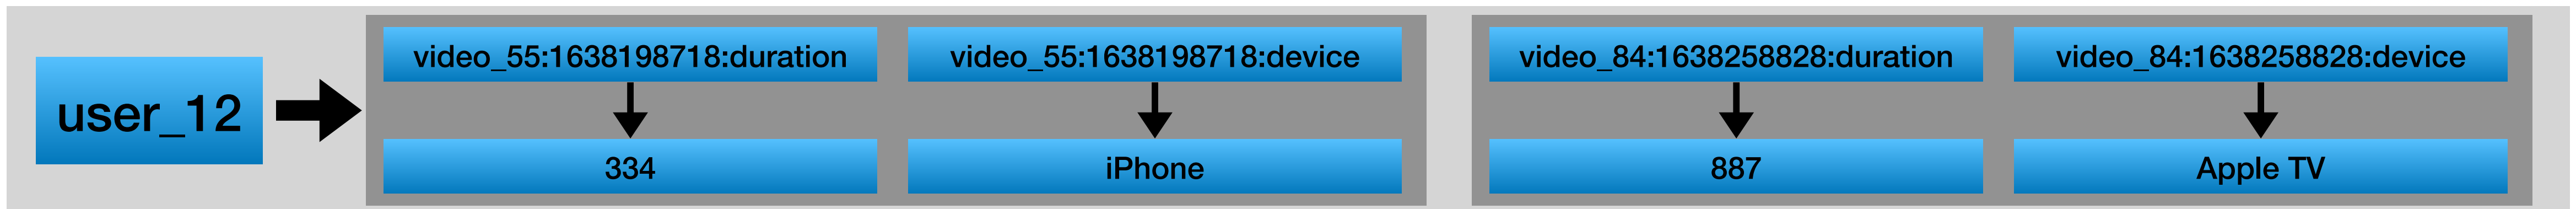 user_12
video_55:1638198718:duration
334
video_55:1638198718:device
iPhone
video_84:1638258828:duration
887
video_84:1638258828:device
Apple TV